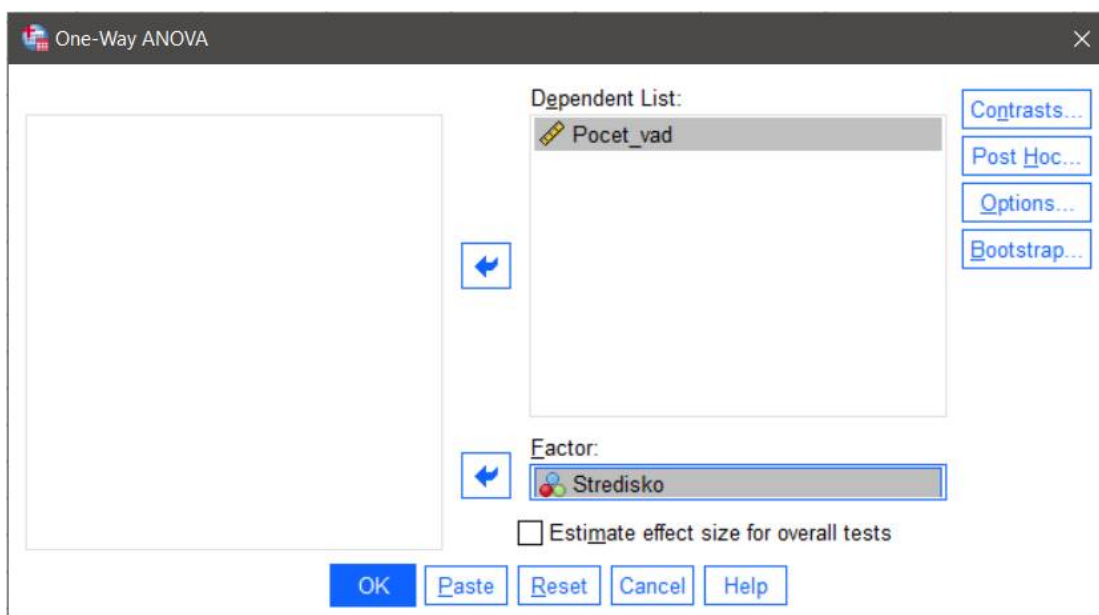 One-Way ANOVA
Dependent List:
Pocet_vad
Contrasts...
Post Hoc...
Options...
Bootstrap...
Factor:
Stredisko
Estimate effect size for overall tests
OK Paste Reset Cancel Help